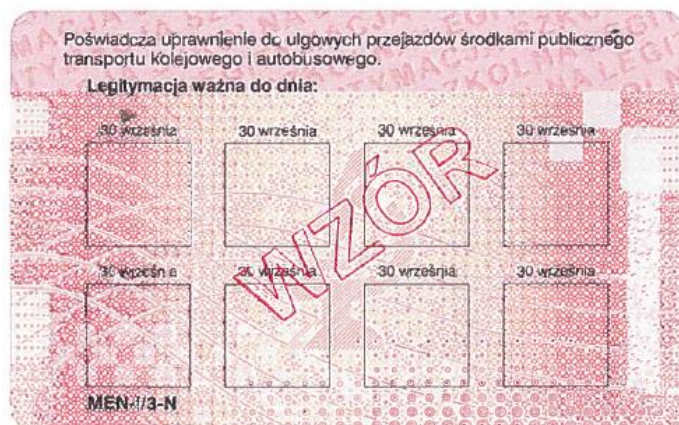 Poświadcza uprawnienie do ulgowych przejazdów środkami publicznego
transportu kolejowego i autobusowego.
Legitymacja ważna do dnia:
30 września 30 września 30 września 30 września
WZÓR
30 września 30 września 30 września 30 września
MEN-I/3-N